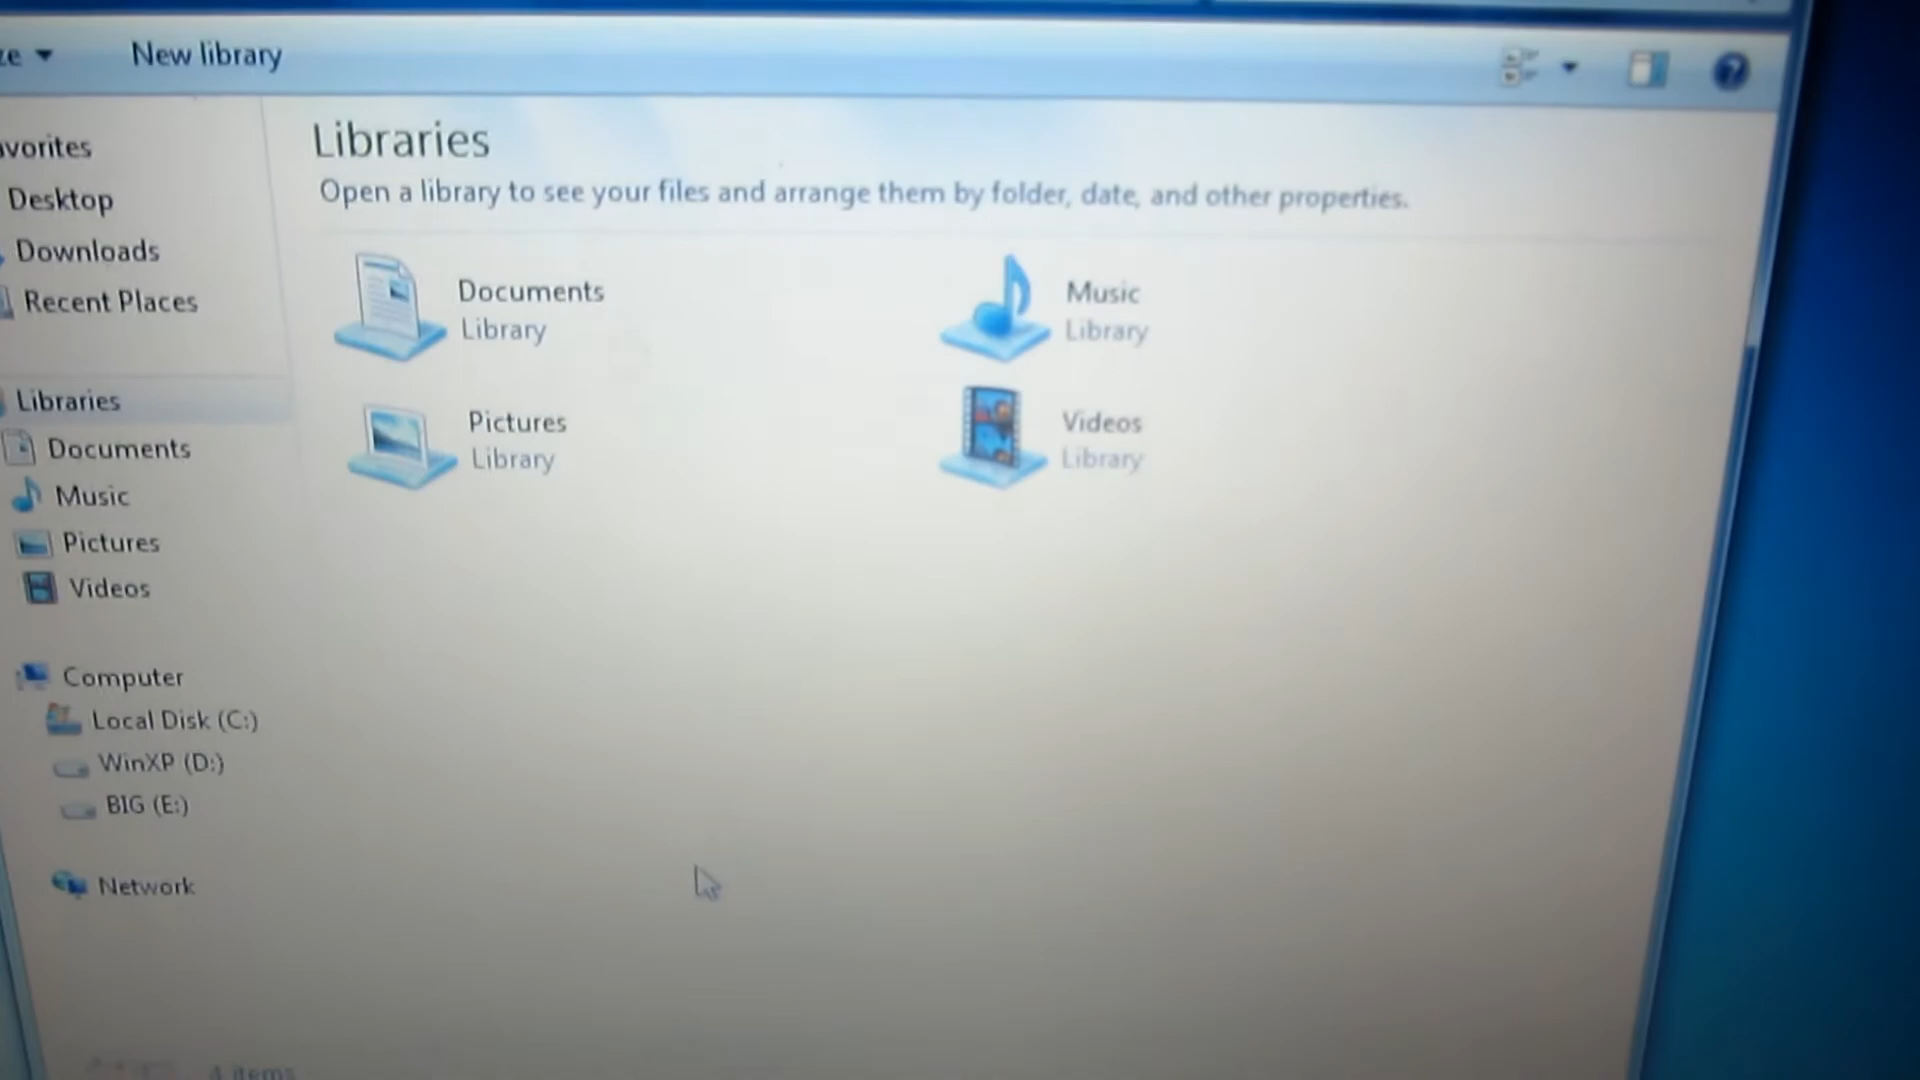 New library
Libraries
Open a library to see your files and arrange them by folder, date, and other properties.
Desktop
Downloads
Recent Places
Libraries
Documents
Music
Pictures
Videos
Computer
Local Disk (C:)
WinXP (D:)
BIG (E:)
Network
Documents
Library
Music
Library
Pictures
Library
Videos
Library
4 items